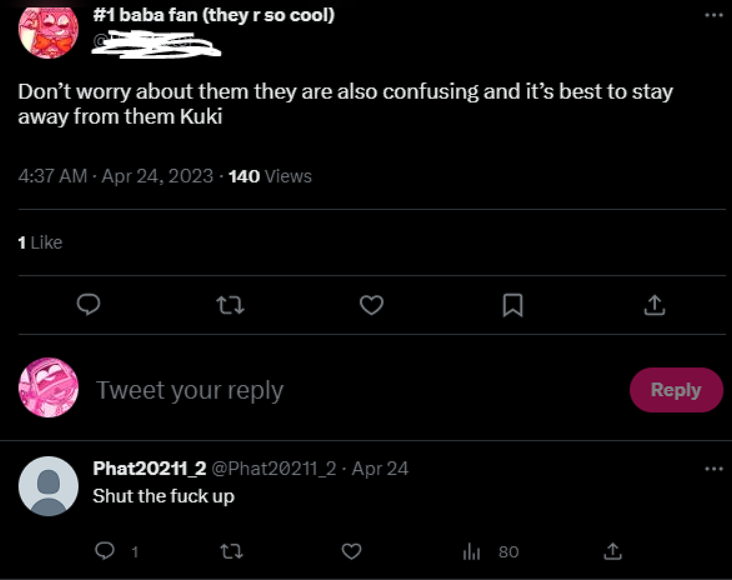 #1 baba fan (they r so cool)
Don't worry about them they are also confusing and it's best to stay
away from them Kuki
4:37 AM · Apr 24, 2023 · 140 Views
1 Like
Tweet your reply
Reply
Phat20211_2 @Phat20211_2 · Apr 24
Shut the fuck up
1
80